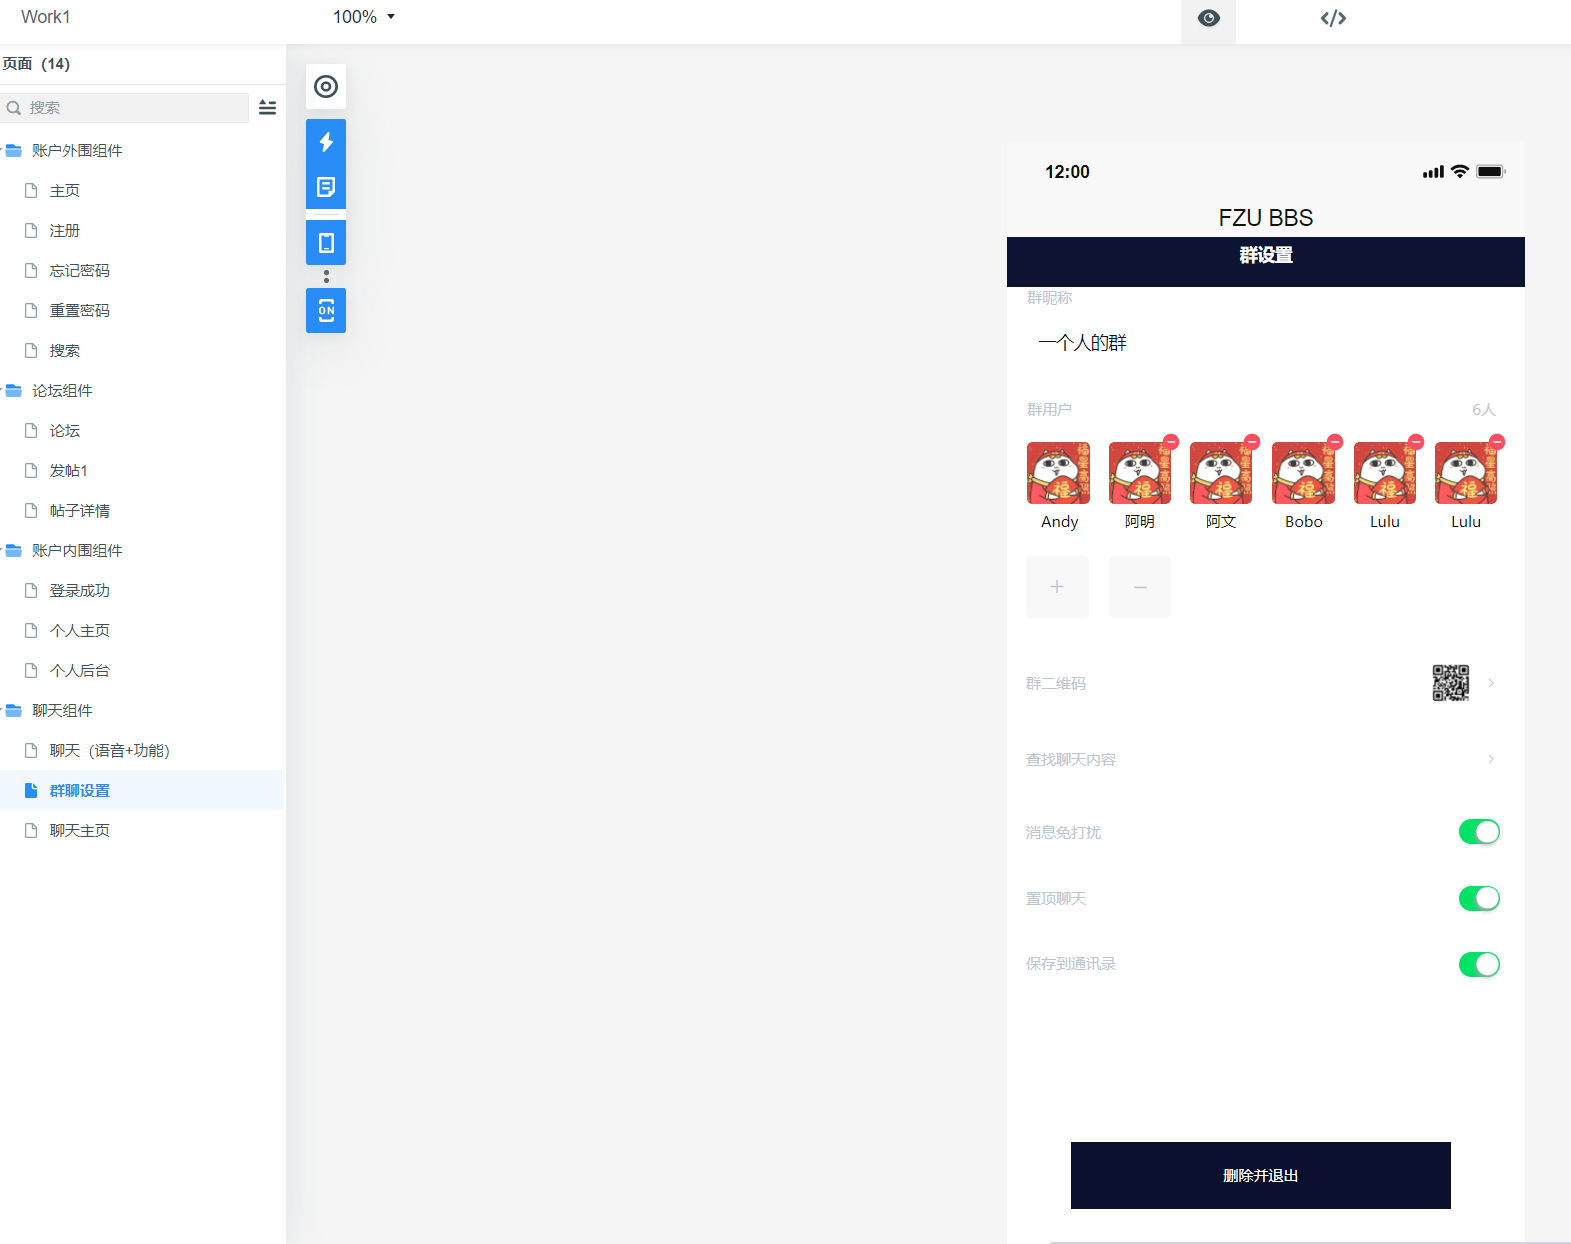 Work1
100%
页面（14）
搜索
账户外围组件
主页
注册
忘记密码
重置密码
搜索
论坛组件
论坛
发帖1
帖子详情
账户内围组件
登录成功
个人主页
个人后台
聊天组件
聊天（语音+功能）
群聊设置
聊天主页
ON
12:00
FZU BBS
群设置
群昵称
一个人的群
群用户 6人
Andy 阿明 阿文 Bobo Lulu Lulu
群二维码
查找聊天内容
消息免打扰
置顶聊天
保存到通讯录
删除并退出